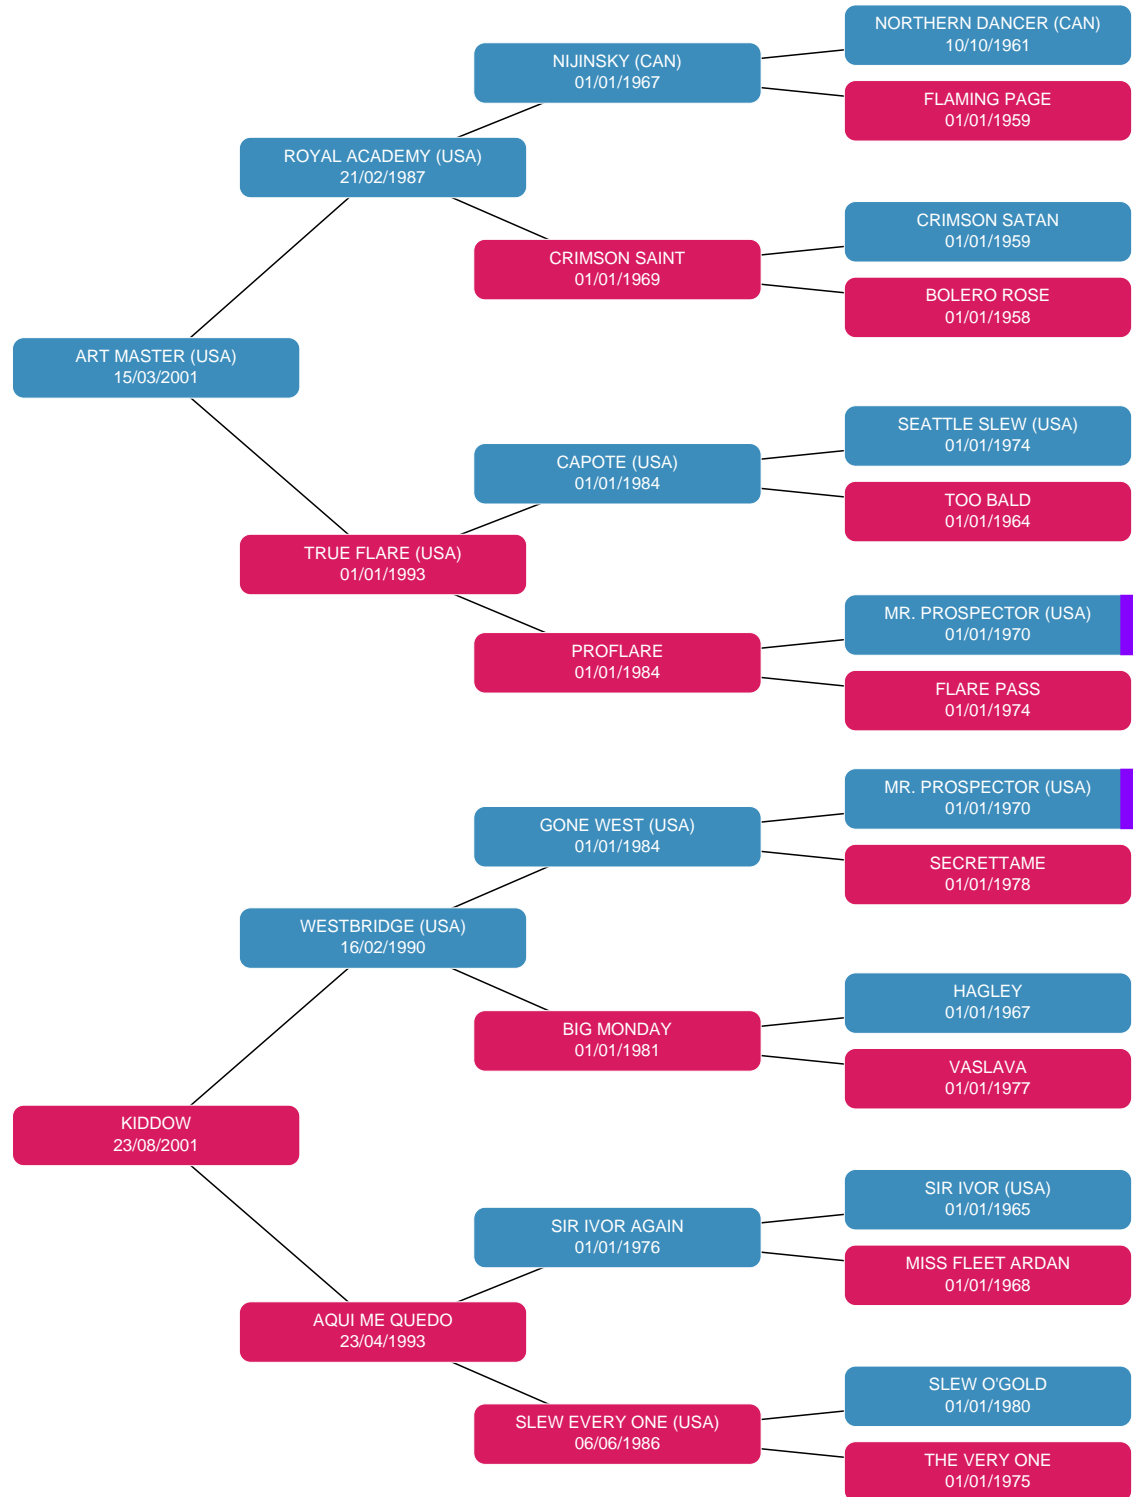 NORTHERN DANCER (CAN)
10/10/1961
NIJINSKY (CAN)
01/01/1967
FLAMING PAGE
01/01/1959
ROYAL ACADEMY (USA)
21/02/1987
CRIMSON SATAN
01/01/1959
CRIMSON SAINT
01/01/1969
BOLERO ROSE
01/01/1958
ART MASTER (USA)
15/03/2001
SEATTLE SLEW (USA)
01/01/1974
CAPOTE (USA)
01/01/1984
TOO BALD
01/01/1964
TRUE FLARE (USA)
01/01/1993
MR. PROSPECTOR (USA)
01/01/1970
PROFLARE
01/01/1984
FLARE PASS
01/01/1974
MR. PROSPECTOR (USA)
01/01/1970
GONE WEST (USA)
01/01/1984
SECRETTAME
01/01/1978
WESTBRIDGE (USA)
16/02/1990
HAGLEY
01/01/1967
BIG MONDAY
01/01/1981
VASLAVA
01/01/1977
KIDDOW
23/08/2001
SIR IVOR (USA)
01/01/1965
SIR IVOR AGAIN
01/01/1976
MISS FLEET ARDAN
01/01/1968
AQUI ME QUEDO
23/04/1993
SLEW O'GOLD
01/01/1980
SLEW EVERY ONE (USA)
06/06/1986
THE VERY ONE
01/01/1975